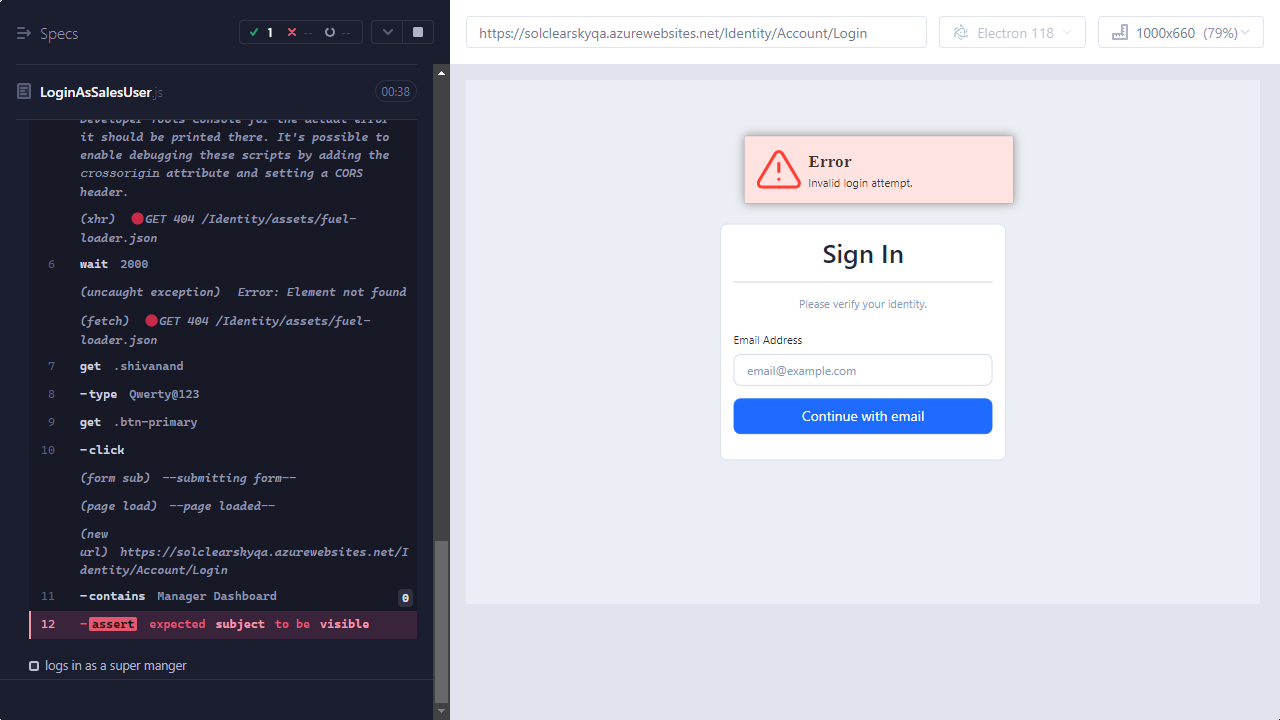 Specs
1
--
--
LoginAsSalesUser.js
00:38
Developer Tools Console for the actual error
it should be printed there. It's possible to
enable debugging these scripts by adding the
crossorigin attribute and setting a CORS
header.
(xhr) GET 404 /Identity/assets/fuel-
loader.json
6 wait 2000
(uncaught exception) Error: Element not found
(fetch) GET 404 /Identity/assets/fuel-
loader.json
7 get .shivanand
8 -type Qwerty@123
9 get .btn-primary
10 -click
(form sub) --submitting form--
(page load) --page loaded--
(new
url) https://solclearskyqa.azurewebsites.net/I
dentity/Account/Login
11 -contains Manager Dashboard 0
12 -assert expected subject to be visible
logs in as a super manger
https://solclearskyqa.azurewebsites.net/Identity/Account/Login
Electron 118
1000x660 (79%)
Error
Invalid login attempt.
Sign In
Please verify your identity.
Email Address
email@example.com
Continue with email